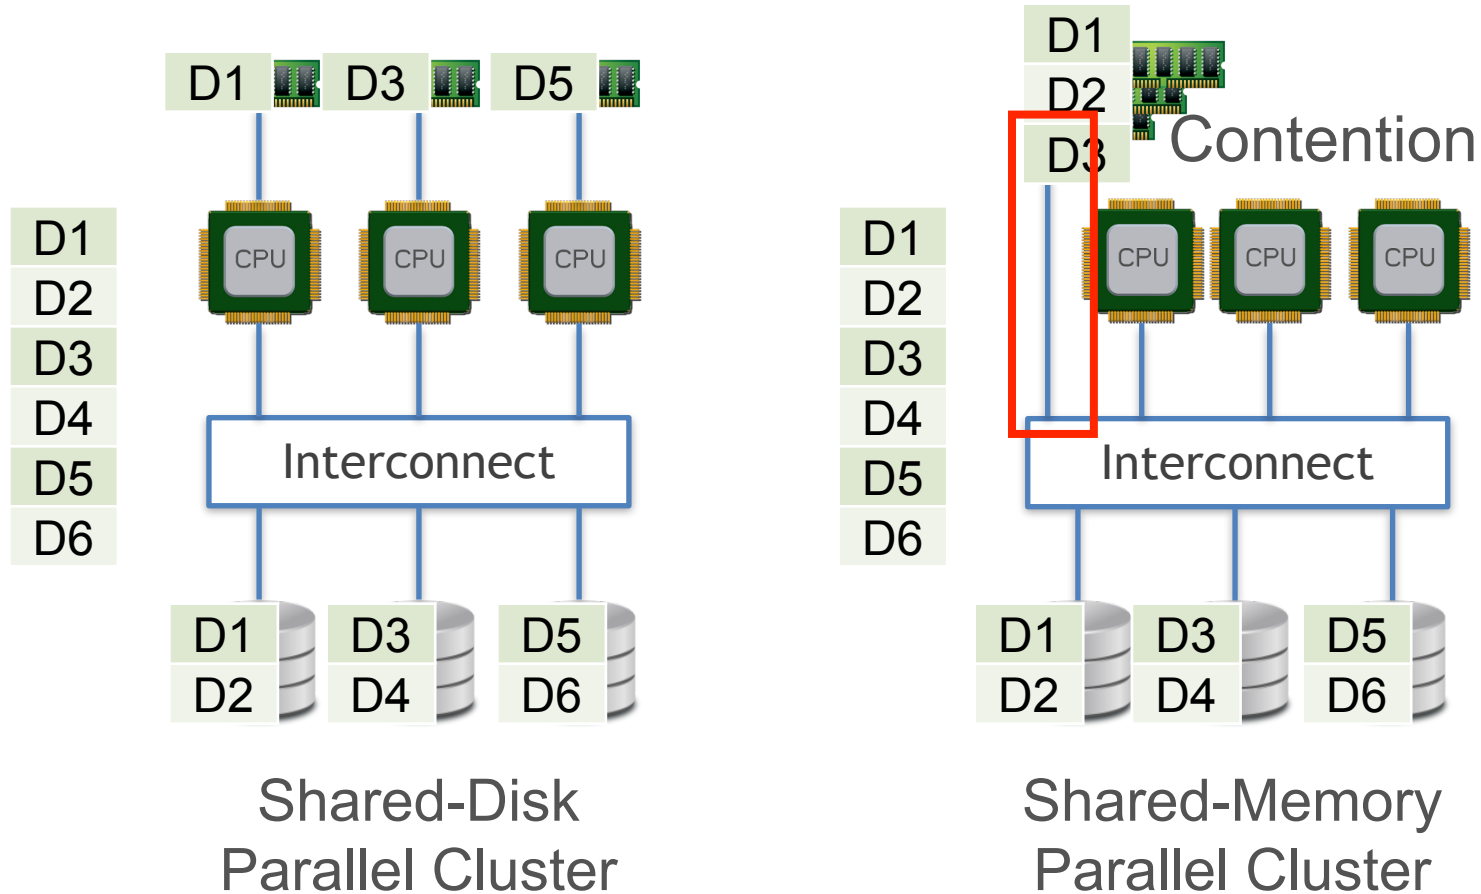 D1
D3
D5
CPU
CPU
CPU
D1
D2
D3
D4
D5
D6
Interconnect
D1
D2
D3
D4
D5
D6
Shared-Disk
Parallel Cluster
D1
D2
D3
Contention
CPU
CPU
CPU
D1
D2
D3
D4
D5
D6
Interconnect
D1
D2
D3
D4
D5
D6
Shared-Memory
Parallel Cluster